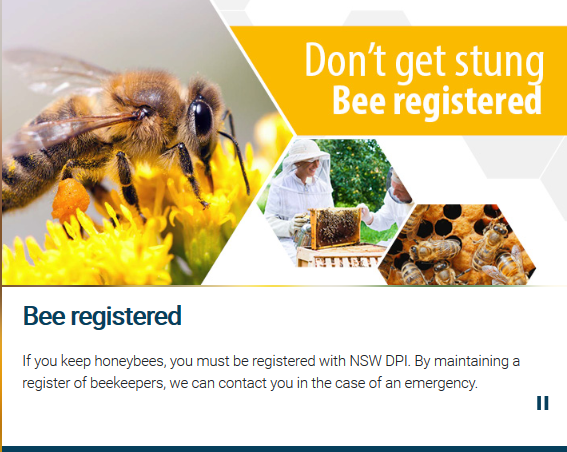 Don't get stung
Bee registered
Bee registered
If you keep honeybees, you must be registered with NSW DPI. By maintaining a
register of beekeepers, we can contact you in the case of an emergency.